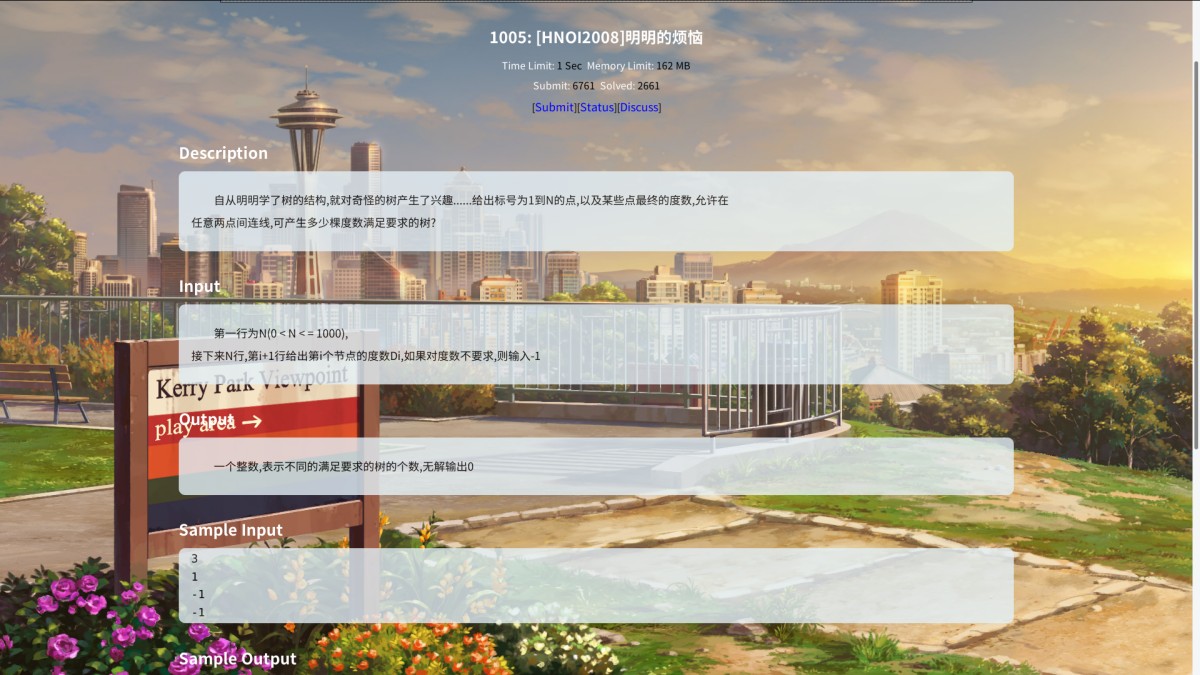 1005: [HNOI2008]明明的烦恼
Time Limit: 1 Sec  Memory Limit: 162 MB
Submit: 6761  Solved: 2661
[Submit][Status][Discuss]
Description
自从明明学了树的结构,就对奇怪的树产生了兴趣......给出标号为1到N的点,以及某些点最终的度数,允许在
任意两点间连线,可产生多少棵度数满足要求的树?
Input
第一行为N(0 < N < = 1000),
接下来N行,第i+1行给出第i个节点的度数Di,如果对度数不要求,则输入-1
Kerry Park Viewpoint
Output
play area →
一个整数,表示不同的满足要求的树的个数,无解输出0
Sample Input
3
1
-1
-1
Sample Output